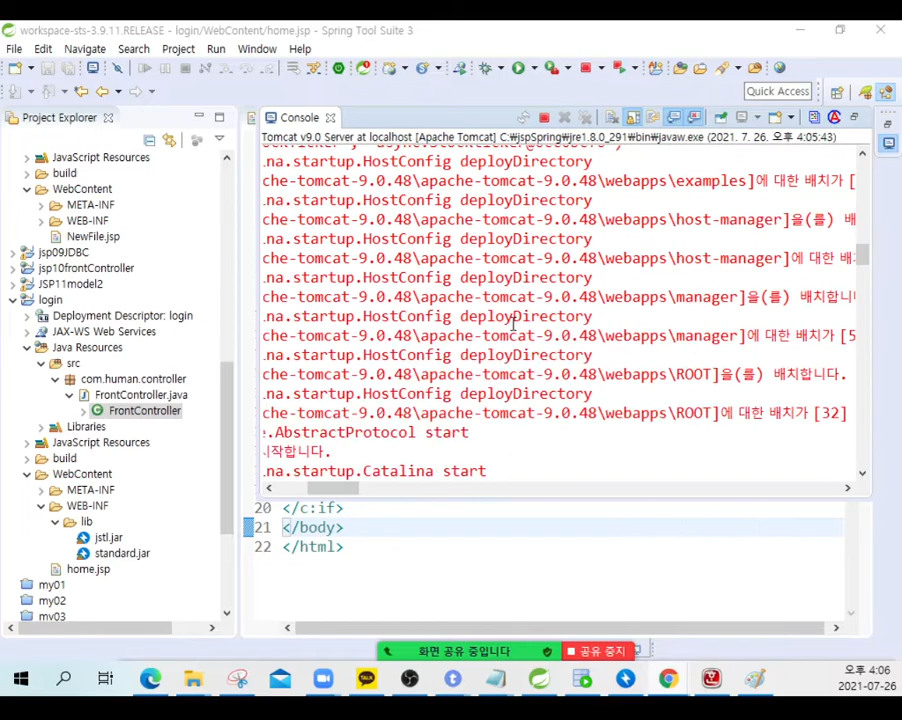 workspace-sts-3.9.11.RELEASE - login/WebContent/home.jsp - Spring Tool Suite 3
File Edit Navigate Search Project Run Window Help
Quick Access
Project Explorer
JavaScript Resources
build
WebContent
META-INF
WEB-INF
NewFile.jsp
jsp09JDBC
jsp10frontController
JSP11model2
login
Deployment Descriptor: login
JAX-WS Web Services
Java Resources
src
com.human.controller
FrontController.java
FrontController
Libraries
JavaScript Resources
build
WebContent
META-INF
WEB-INF
lib
jstl.jar
standard.jar
home.jsp
my01
my02
my03
Console
Tomcat v9.0 Server at localhost [Apache Tomcat] C:₩jspSpring₩jre1.8.0_291₩bin₩javaw.exe (2021. 7. 26. 오후 4:05:43)
na.startup.HostConfig deployDirectory
che-tomcat-9.0.48\apache-tomcat-9.0.48\webapps\examples]에 대한 배치가 [
na.startup.HostConfig deployDirectory
che-tomcat-9.0.48\apache-tomcat-9.0.48\webapps\host-manager]을(를) 배
na.startup.HostConfig deployDirectory
che-tomcat-9.0.48\apache-tomcat-9.0.48\webapps\host-manager]에 대한 배치
na.startup.HostConfig deployDirectory
che-tomcat-9.0.48\apache-tomcat-9.0.48\webapps\manager]을(를) 배치합니다
na.startup.HostConfig deployDirectory
che-tomcat-9.0.48\apache-tomcat-9.0.48\webapps\manager]에 대한 배치가 [5
na.startup.HostConfig deployDirectory
che-tomcat-9.0.48\apache-tomcat-9.0.48\webapps\ROOT]을(를) 배치합니다.
na.startup.HostConfig deployDirectory
che-tomcat-9.0.48\apache-tomcat-9.0.48\webapps\ROOT]에 대한 배치가 [32]
e.AbstractProtocol start
시작합니다.
na.startup.Catalina start
20 </c:if>
21 </body>
22 </html>
화면 공유 중입니다
공유 중지
오후 4:06
2021-07-26